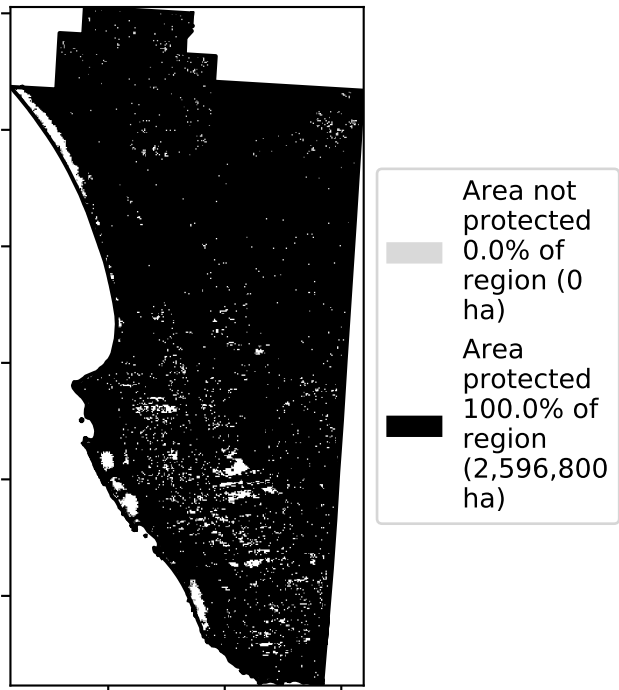 Area not
protected
0.0% of
region (0
ha)
Area
protected
100.0% of
region
(2,596,800
ha)